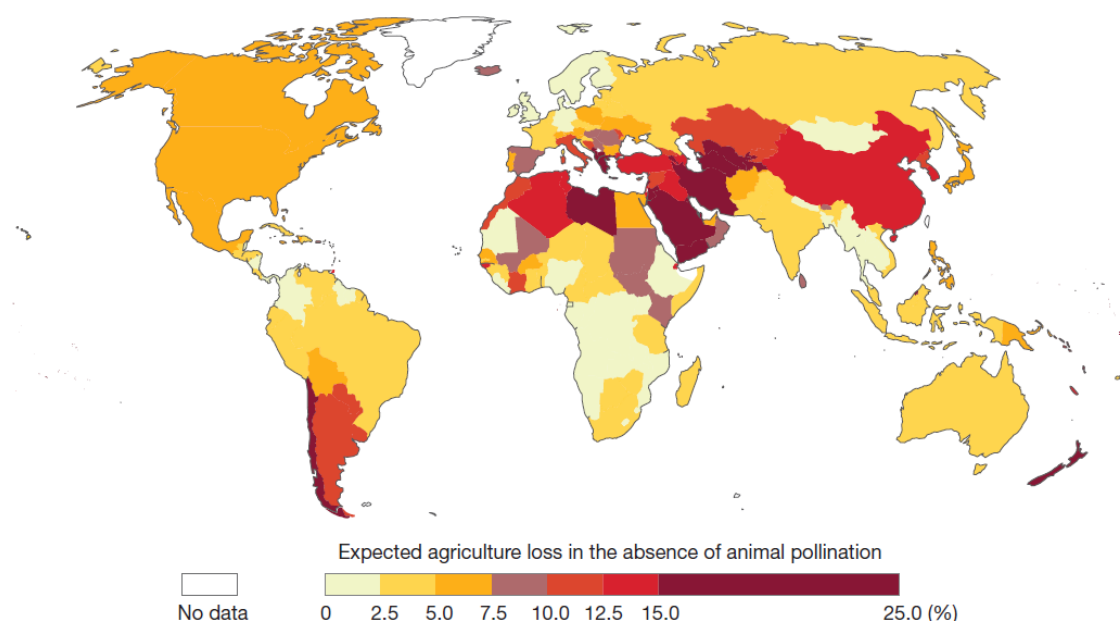 Expected agriculture loss in the absence of animal pollination
No data
0 2.5 5.0 7.5 10.0 12.5 15.0 25.0 (%)